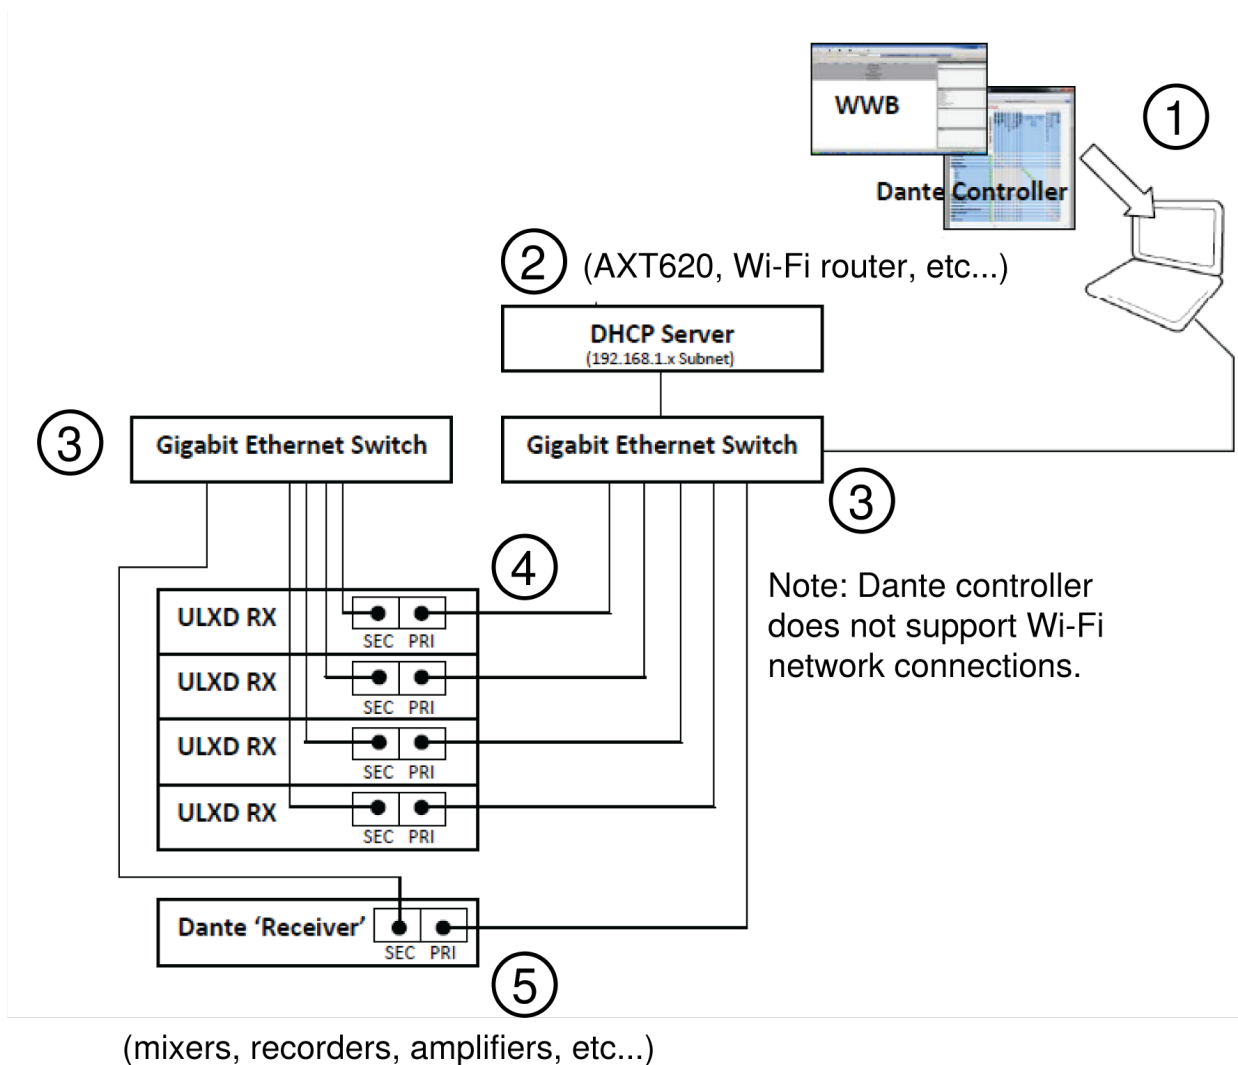 WWB
1
Dante Controller
2 (AXT620, Wi-Fi router, etc...)
DHCP Server
(192.168.1.x Subnet)
3 Gigabit Ethernet Switch
Gigabit Ethernet Switch
3
4
ULXD RX
SEC PRI
ULXD RX
SEC PRI
ULXD RX
SEC PRI
ULXD RX
SEC PRI
Note: Dante controller
does not support Wi-Fi
network connections.
Dante ‘Receiver’
SEC PRI
5
(mixers, recorders, amplifiers, etc...)